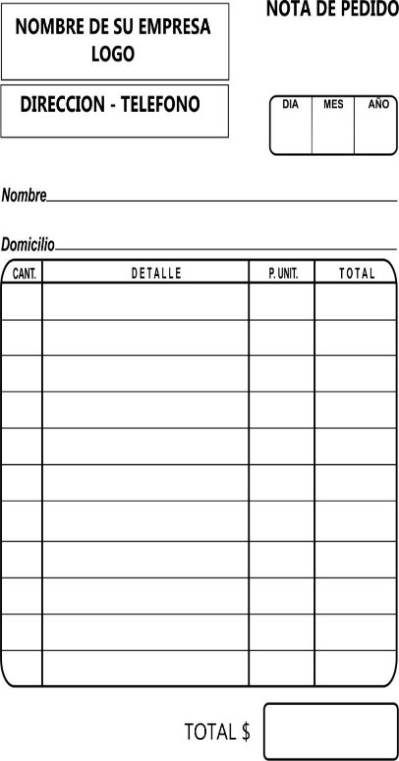 NOMBRE DE SU EMPRESA
LOGO
NOTA DE PEDIDO
DIRECCION - TELEFONO
DIA MES AÑO
Nombre
Domicilio
CANT. DETALLE P. UNIT. TOTAL
TOTAL $